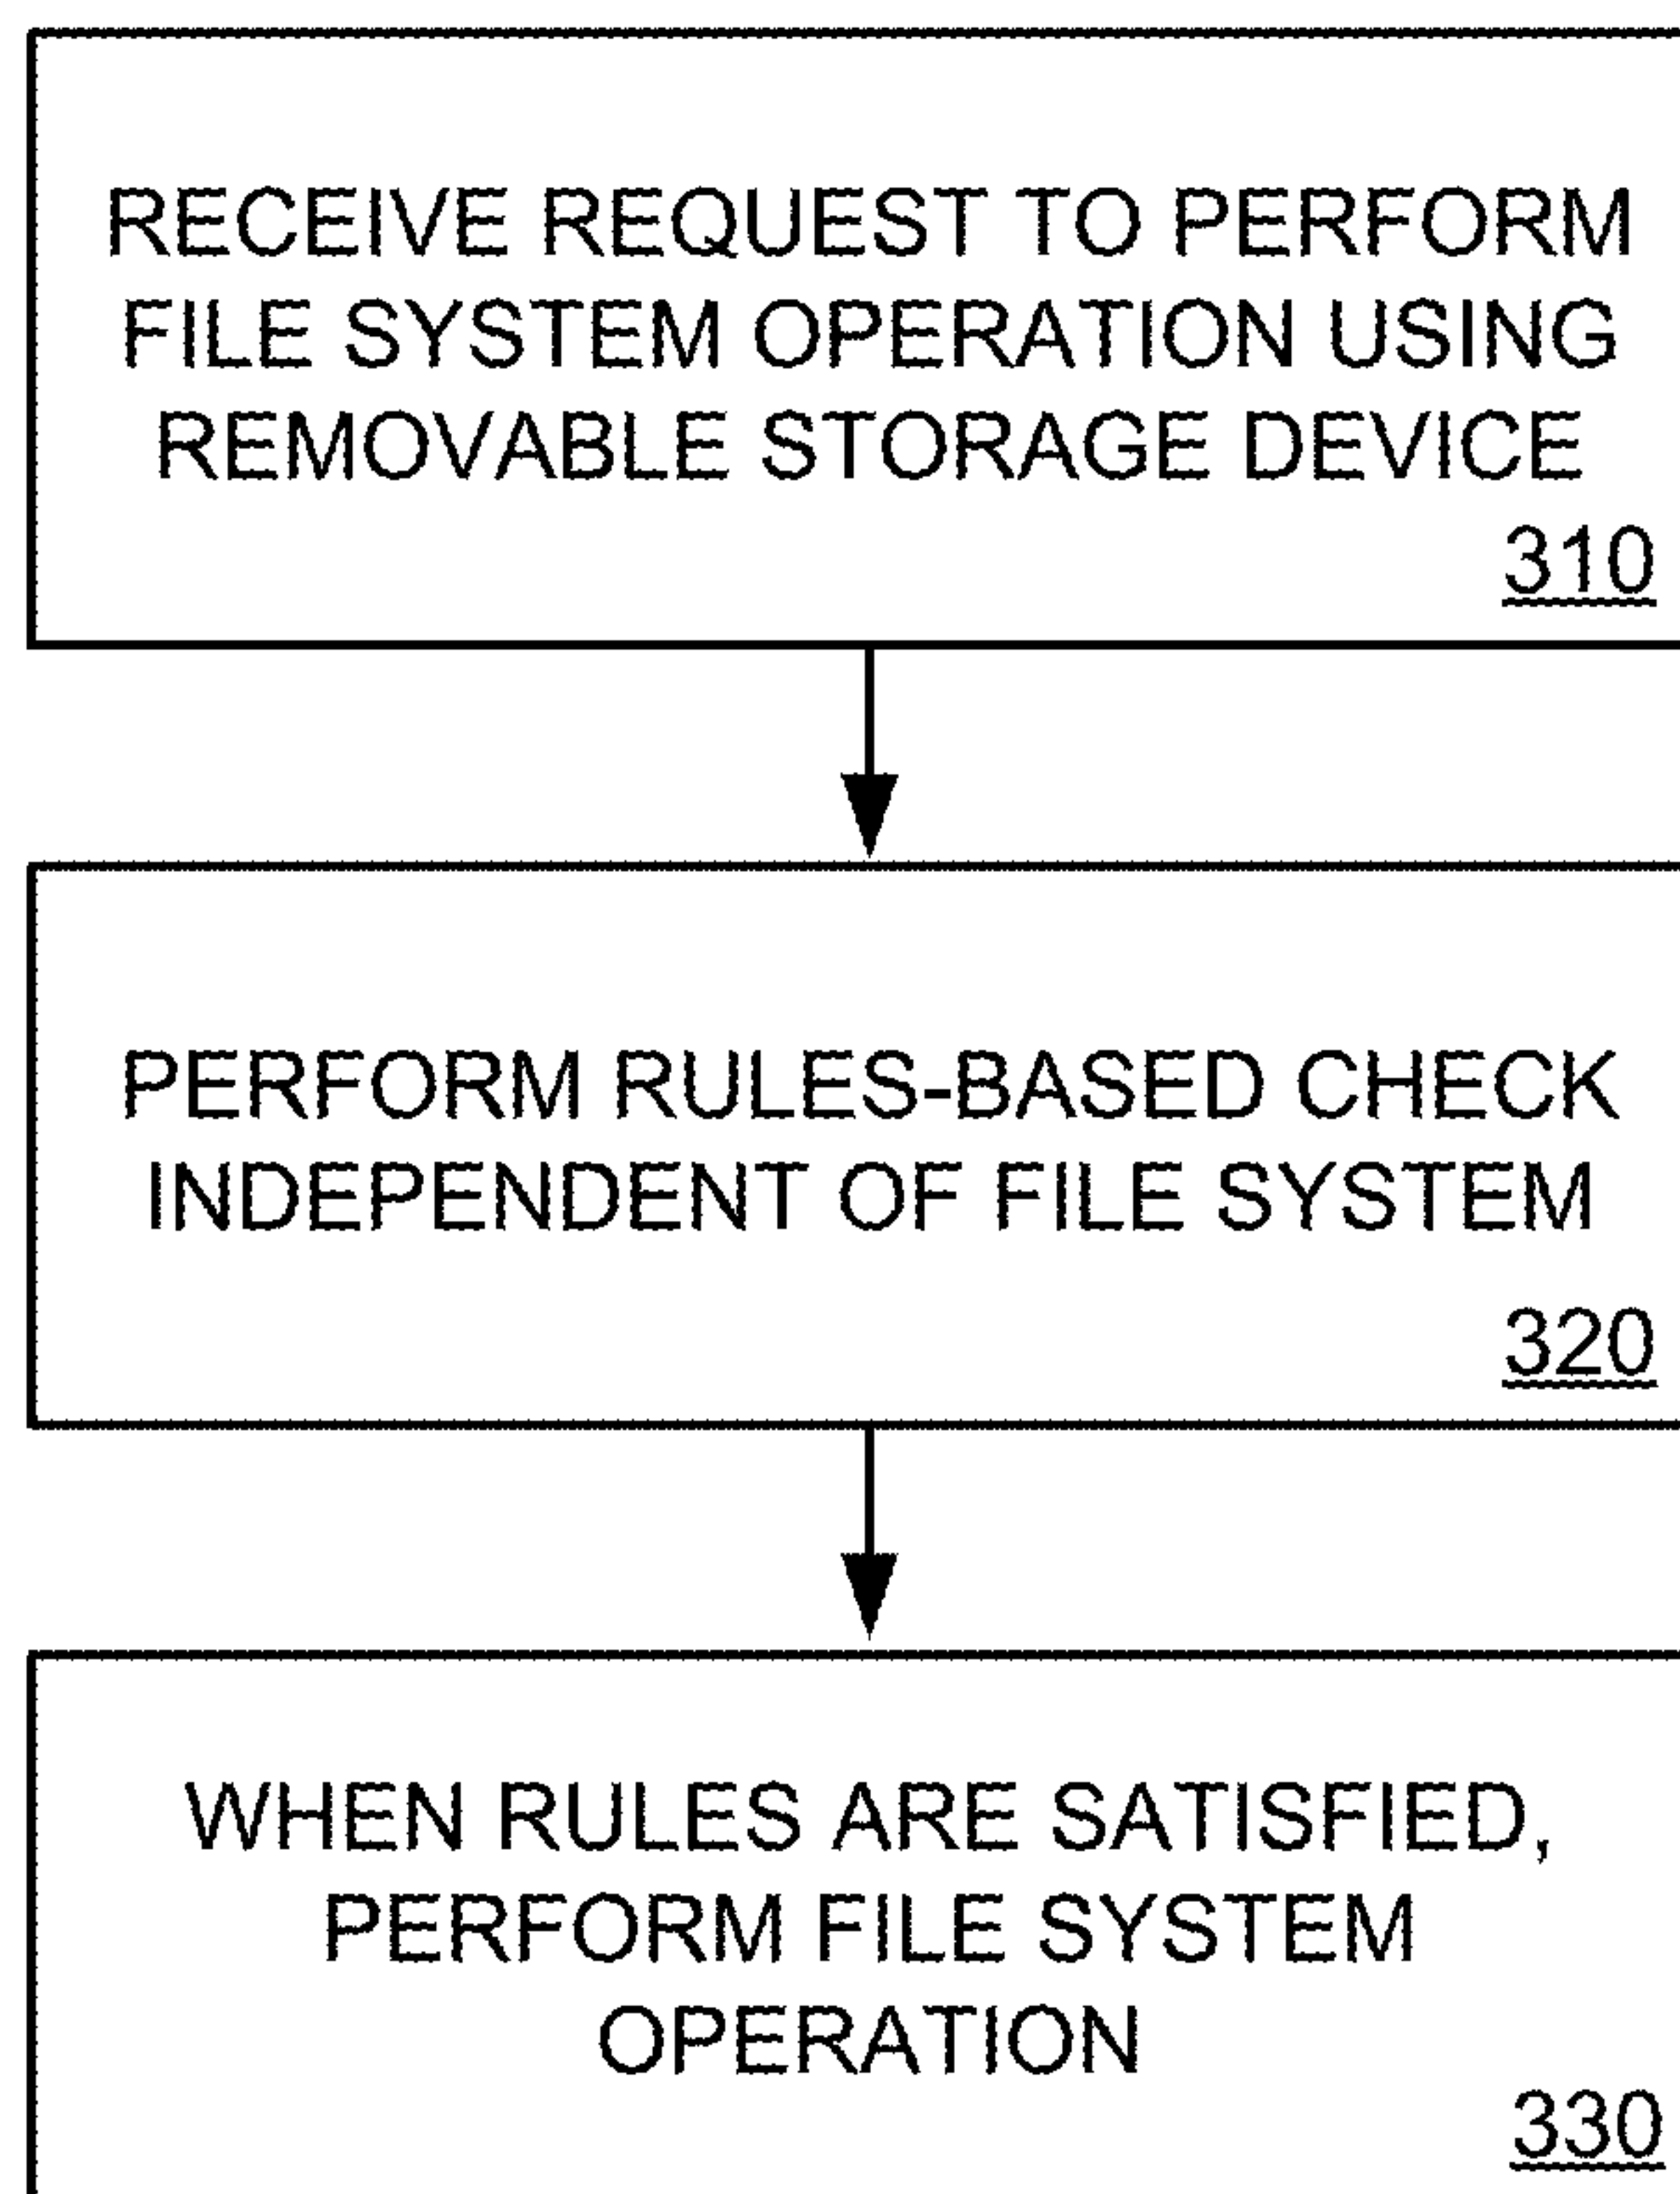 RECEIVE REQUEST TO PERFORM
FILE SYSTEM OPERATION USING
REMOVABLE STORAGE DEVICE
310
PERFORM RULES-BASED CHECK
INDEPENDENT OF FILE SYSTEM
320
WHEN RULES ARE SATISFIED,
PERFORM FILE SYSTEM
OPERATION
330